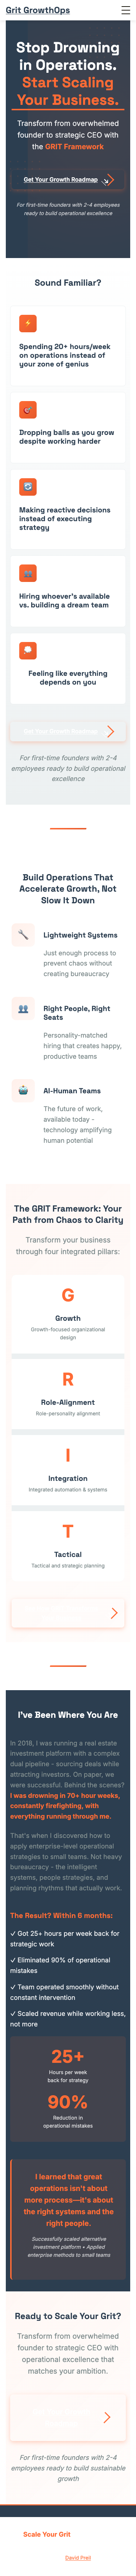 Grit GrowthOps
Stop Drowning
in Operations.
Start Scaling
Your Business.
Transform from overwhelmed
founder to strategic CEO with
the GRIT Framework
Get Your Growth Roadmap
For first-time founders with 2–4 employees
ready to build operational excellence
Sound Familiar?
Spending 20+ hours/week
on operations instead of
your zone of genius
Dropping balls as you grow
despite working harder
Making reactive decisions
instead of executing
strategy
Hiring whoever's available
vs. building a dream team
Feeling like everything
depends on you
For first-time founders with 2-4
employees ready to build operational
excellence
Build Operations That
Accelerate Growth, Not
Slow It Down
Lightweight Systems
Just enough process to
prevent chaos without
creating bureaucracy
Right People, Right
Seats
Personality-matched
hiring that creates happy,
productive teams
AI-Human Teams
The future of work,
available today -
technology amplifying
human potential
The GRIT Framework: Your
Path from Chaos to Clarity
Transform your business
through four integrated pillars:
G
Growth
Growth-focused organizational
design
R
Role-Alignment
Role-personality alignment
I
Integration
Integrated automation & systems
T
Tactical
Tactical and strategic planning
I've Been Where You Are
In 2018, I was running a real estate
investment platform with a complex
dual pipeline - sourcing deals while
attracting investors. On paper, we
were successful. Behind the scenes?
I was drowning in 70+ hour weeks,
constantly firefighting, with
everything running through me.
Everything changed when I discovered how to
apply enterprise-level operational
strategies to small teams. Not heavy
bureaucracy - the intelligent
systems, people strategies, and
planning rhythms that actually work.
The Result? Within 6 months:
✓ Got 25+ hours per week back for
strategic work
✓ Eliminated 90% of operational
mistakes
✓ Team operated smoothly without
constant intervention
✓ Scaled revenue while working less,
not more
25+
Hours per week
back for strategy
90%
Reduction in
operational mistakes
I learned that great
operations isn't about
more process—it's about
the right systems and the
right people.
Successfully scaled alternative
investment platform • Applied
enterprise methods to small teams
Ready to Scale Your Grit?
Transform from overwhelmed
founder to strategic CEO with
operational excellence that
matches your ambition.
For first-time founders with 2-4
employees ready to build sustainable
growth
Scale Your Grit
David Preil